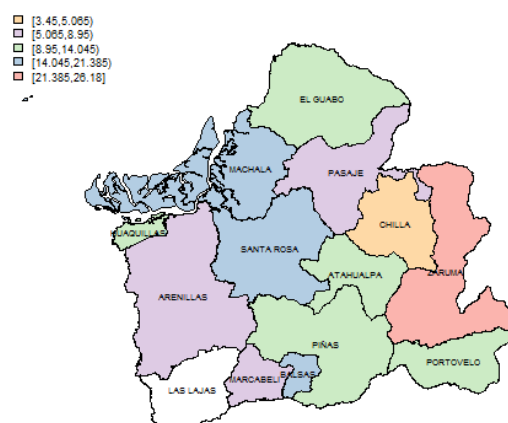 [3.45,5.065)
[5.065,8.95)
[8.95,14.045)
[14.045,21.385)
[21.385,26.18]
EL GUABO
MACHALA
PASAJE
CHILLA
HUAQUILLAS
SANTA ROSA
ATAHUALPA
ZARUMA
ARENILLAS
PIÑAS
PORTOVELO
LAS LAJAS
MARCABELI
BALSAS